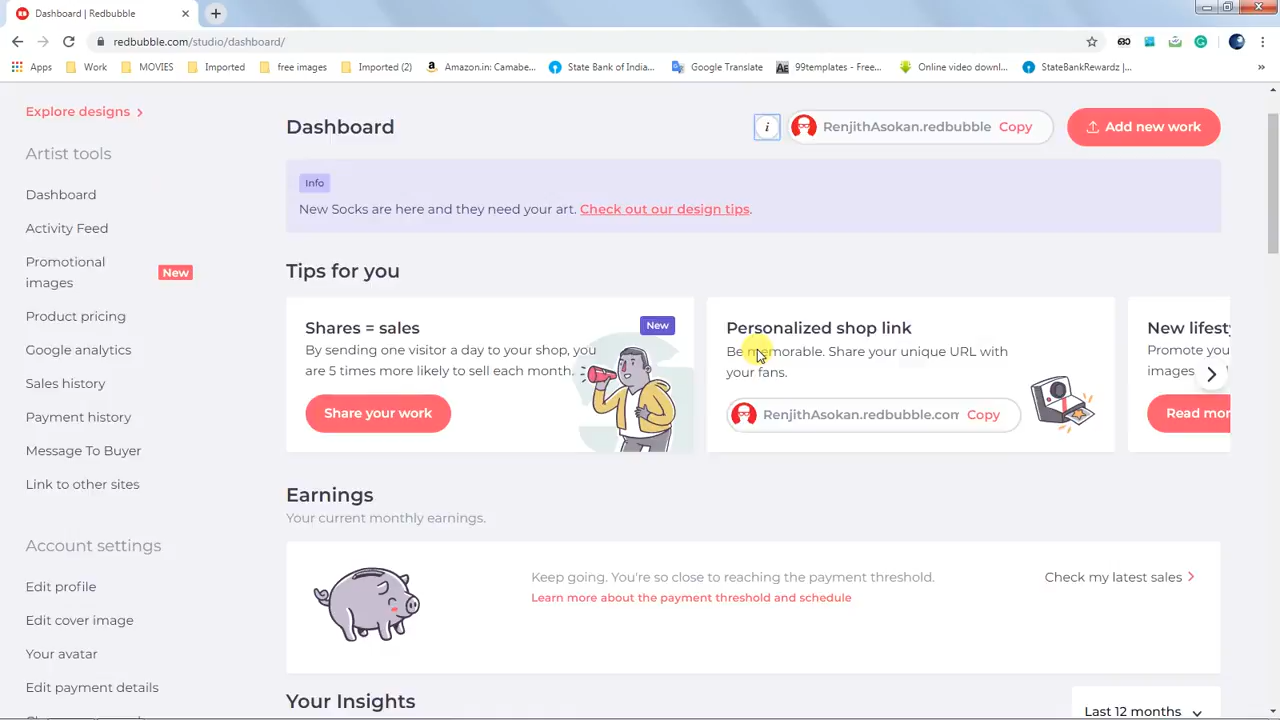 Dashboard | Redbubble
redbubble.com/studio/dashboard/
Apps Work MOVIES Imported free images Imported (2) Amazon.in: Camabe... State Bank of India... Google Translate 99templates - Free... Online video downl... StateBankRewardz |... »
Explore designs
Dashboard
i
RenjithAsokan.redbubble Copy
Add new work
Artist tools
Dashboard
Activity Feed
Promotional
images
New
Product pricing
Google analytics
Sales history
Payment history
Message To Buyer
Link to other sites
Account settings
Edit profile
Edit cover image
Your avatar
Edit payment details
Info
New Socks are here and they need your art. Check out our design tips.
Tips for you
Shares = sales
New
By sending one visitor a day to your shop, you
are 5 times more likely to sell each month.
Share your work
Personalized shop link
Be memorable. Share your unique URL with
your fans.
RenjithAsokan.redbubble.com Copy
New lifesty
Promote you
images
Read mor
Earnings
Your current monthly earnings.
Keep going. You're so close to reaching the payment threshold.
Learn more about the payment threshold and schedule
Check my latest sales
Your Insights
Last 12 months